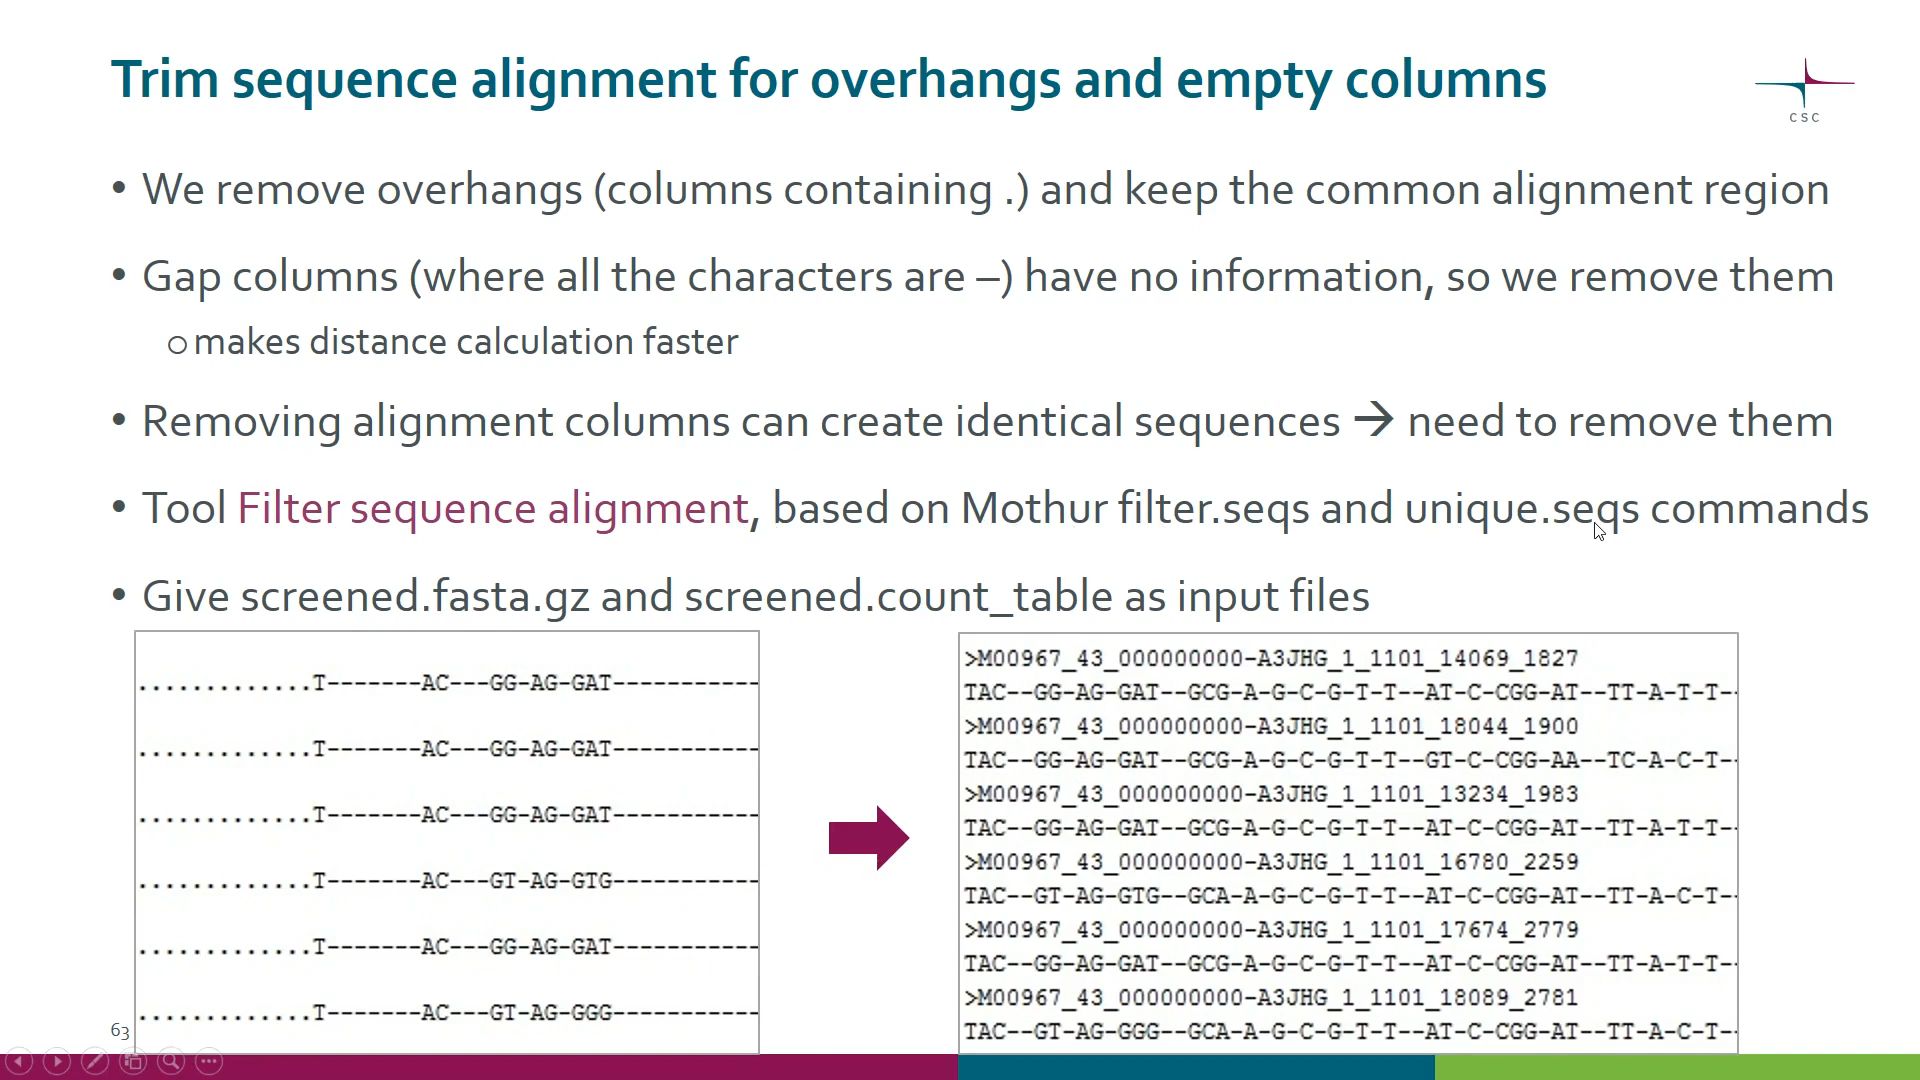 Trim sequence alignment for overhangs and empty columns
CSC
• We remove overhangs (columns containing .) and keep the common alignment region
• Gap columns (where all the characters are –) have no information, so we remove them
o makes distance calculation faster
• Removing alignment columns can create identical sequences → need to remove them
• Tool Filter sequence alignment, based on Mothur filter.seqs and unique.seqs commands
• Give screened.fasta.gz and screened.count_table as input files
.............T-------AC---GG-AG-GAT-----------
.............T-------AC---GG-AG-GAT-----------
.............T-------AC---GG-AG-GAT-----------
.............T-------AC---GT-AG-GTG-----------
.............T-------AC---GG-AG-GAT-----------
.............T-------AC---GT-AG-GGG-----------
>M00967_43_000000000-A3JHG_1_1101_14069_1827
TAC--GG-AG-GAT--GCG-A-G-C-G-T-T--AT-C-CGG-AT--TT-A-T-T-
>M00967_43_000000000-A3JHG_1_1101_18044_1900
TAC--GG-AG-GAT--GCG-A-G-C-G-T-T--GT-C-CGG-AA--TC-A-C-T-
>M00967_43_000000000-A3JHG_1_1101_13234_1983
TAC--GG-AG-GAT--GCG-A-G-C-G-T-T--AT-C-CGG-AT--TT-A-T-T-
>M00967_43_000000000-A3JHG_1_1101_16780_2259
TAC--GT-AG-GTG--GCA-A-G-C-G-T-T--AT-C-CGG-AT--TT-A-C-T-
>M00967_43_000000000-A3JHG_1_1101_17674_2779
TAC--GG-AG-GAT--GCG-A-G-C-G-T-T--AT-C-CGG-AT--TT-A-T-T-
>M00967_43_000000000-A3JHG_1_1101_18089_2781
TAC--GT-AG-GGG--GCA-A-G-C-G-T-T--AT-C-CGG-AT--TT-A-C-T-
63